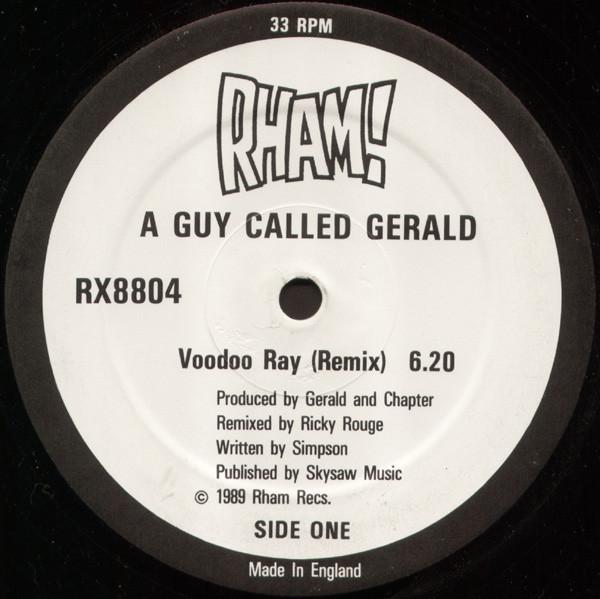 33 RPM
RHAM!
A GUY CALLED GERALD
RX8804
Voodoo Ray (Remix) 6.20
Produced by Gerald and Chapter
Remixed by Ricky Rouge
Written by Simpson
Published by Skysaw Music
© 1989 Rham Recs.
SIDE ONE
Made In England